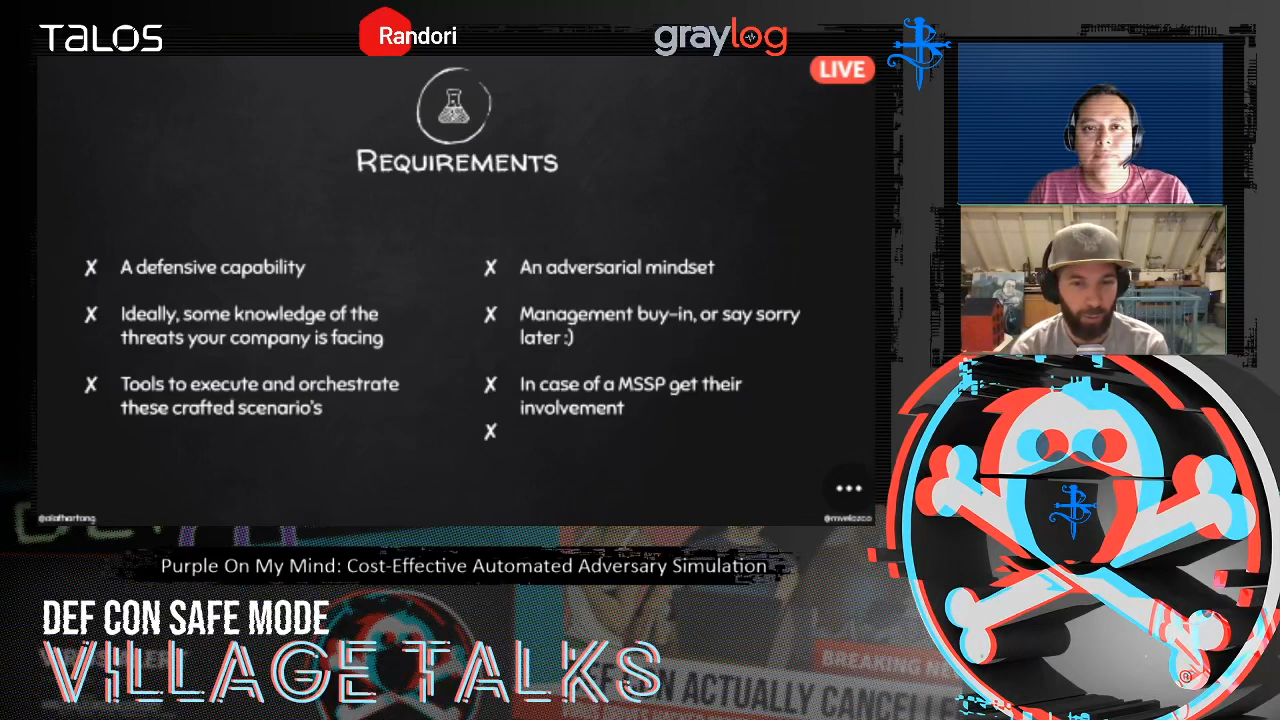 TALOS
Randori
graylog
LIVE
REQUIREMENTS
✗ A defensive capability
✗ Ideally, some knowledge of the
threats your company is facing
✗ Tools to execute and orchestrate
these crafted scenario's
✗ An adversarial mindset
✗ Management buy-in, or say sorry
later :)
✗ In case of a MSSP get their
involvement
✗
@olafhartong
@mvelazco
Purple On My Mind: Cost-Effective Automated Adversary Simulation
DEF CON SAFE MODE
VILLAGE TALKS
BREAKING NE
ACTUALLY CANCELLE